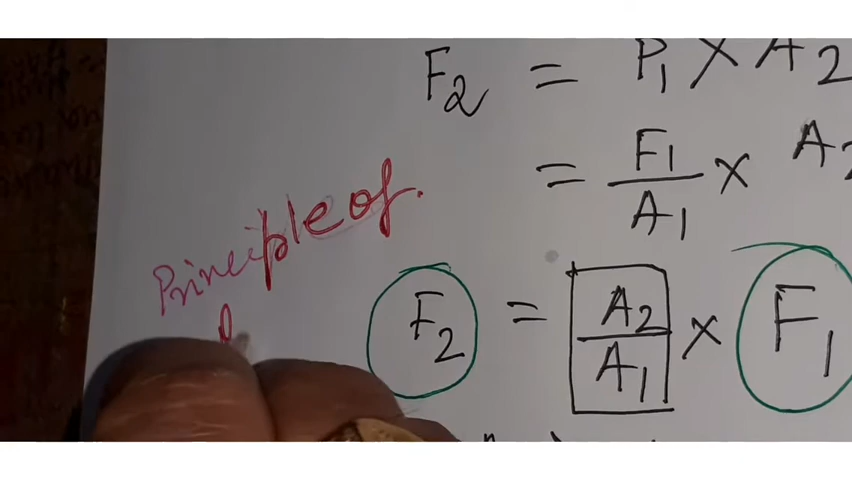 F₂ = P₁ × A₂
= F₁/A₁ × A₂
Principle of
F₂ = A₂/A₁ × F₁